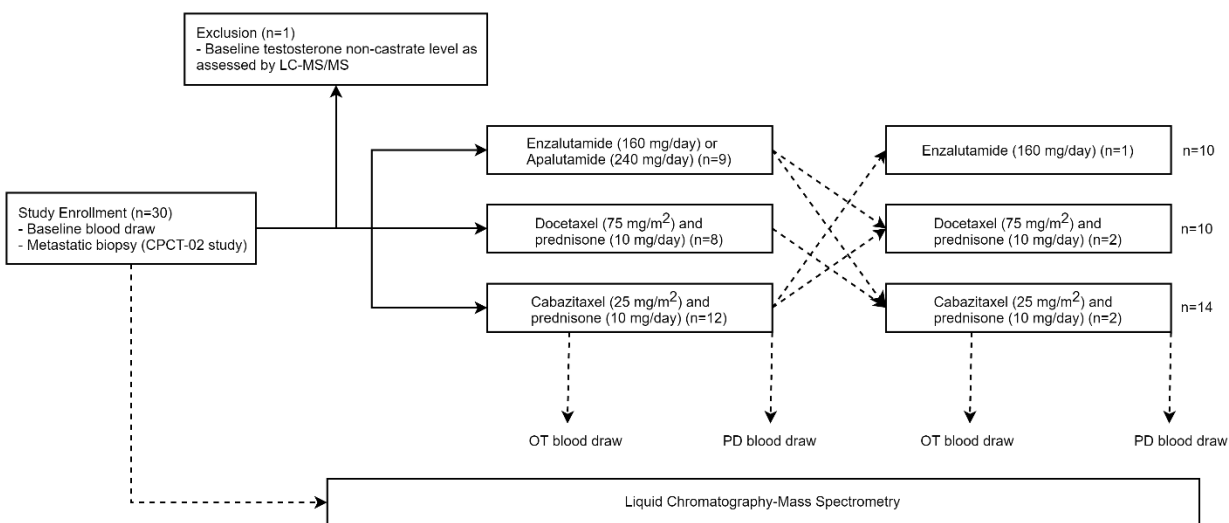 Exclusion (n=1)
- Baseline testosterone non-castrate level as
assessed by LC-MS/MS
Study Enrollment (n=30)
- Baseline blood draw
- Metastatic biopsy (CPCT-02 study)
Enzalutamide (160 mg/day) or
Apalutamide (240 mg/day) (n=9)
Enzalutamide (160 mg/day) (n=1)
n=10
Docetaxel (75 mg/m²) and
prednisone (10 mg/day) (n=8)
Docetaxel (75 mg/m²) and
prednisone (10 mg/day) (n=2)
n=10
Cabazitaxel (25 mg/m²) and
prednisone (10 mg/day) (n=12)
Cabazitaxel (25 mg/m²) and
prednisone (10 mg/day) (n=2)
n=14
OT blood draw
PD blood draw
OT blood draw
PD blood draw
Liquid Chromatography-Mass Spectrometry